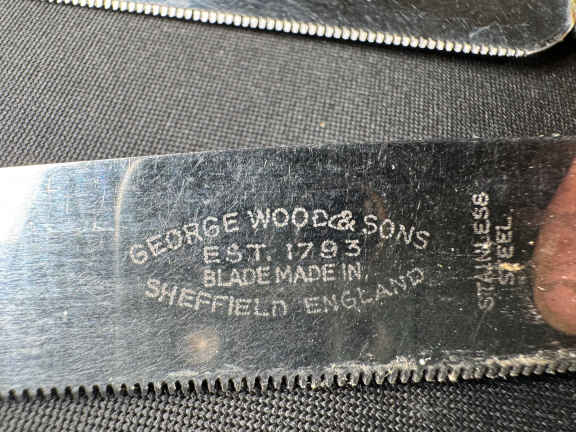 GEORGE WOOD & SONS
EST. 1793
BLADE MADE IN
SHEFFIELD ENGLAND
STAINLESS
STEEL